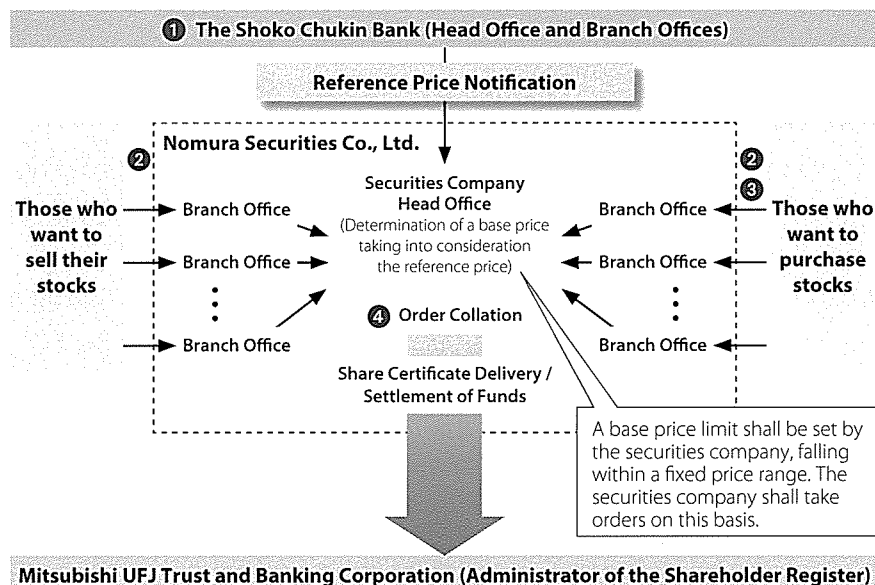 ❶ The Shoko Chukin Bank (Head Office and Branch Offices)
Reference Price Notification
Nomura Securities Co., Ltd.
❷
Those who
want to
sell their
stocks
Branch Office
Branch Office
Branch Office
Securities Company
Head Office
(Determination of a base price
taking into consideration
the reference price)
❹ Order Collation
Share Certificate Delivery /
Settlement of Funds
❷
❸
Branch Office
Branch Office
Branch Office
Those who
want to
purchase
stocks
A base price limit shall be set by
the securities company, falling
within a fixed price range. The
securities company shall take
orders on this basis.
Mitsubishi UFJ Trust and Banking Corporation (Administrator of the Shareholder Register)